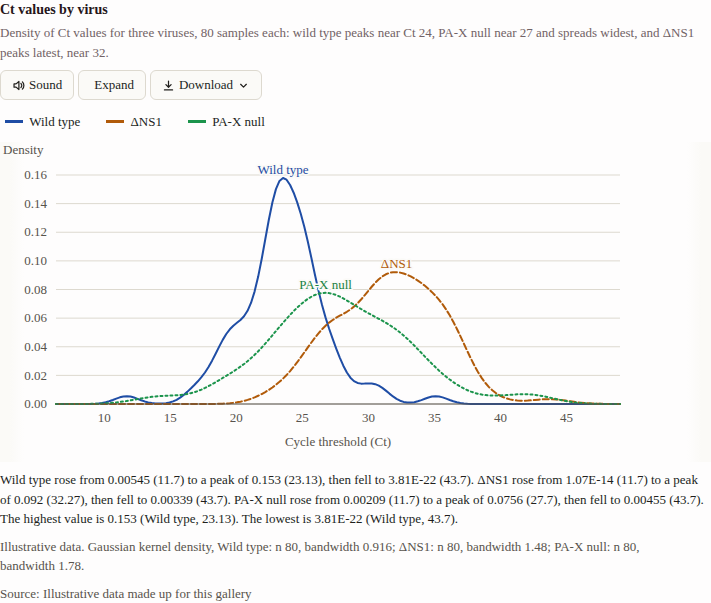 Ct values by virus
Density of Ct values for three viruses, 80 samples each: wild type peaks near Ct 24, PA-X null near 27 and spreads widest, and ΔNS1
peaks latest, near 32.
Sound Expand Download
Wild type ΔNS1 PA-X null
Density
Wild type
0.16
0.14
0.12
0.10
ΔNS1
0.08
PA-X null
0.06
0.04
0.02
0.00
10 15 20 25 30 35 40 45
Cycle threshold (Ct)
Wild type rose from 0.00545 (11.7) to a peak of 0.153 (23.13), then fell to 3.81E-22 (43.7). ΔNS1 rose from 1.07E-14 (11.7) to a peak
of 0.092 (32.27), then fell to 0.00339 (43.7). PA-X null rose from 0.00209 (11.7) to a peak of 0.0756 (27.7), then fell to 0.00455 (43.7).
The highest value is 0.153 (Wild type, 23.13). The lowest is 3.81E-22 (Wild type, 43.7).
Illustrative data. Gaussian kernel density, Wild type: n 80, bandwidth 0.916; ΔNS1: n 80, bandwidth 1.48; PA-X null: n 80,
bandwidth 1.78.
Source: Illustrative data made up for this gallery